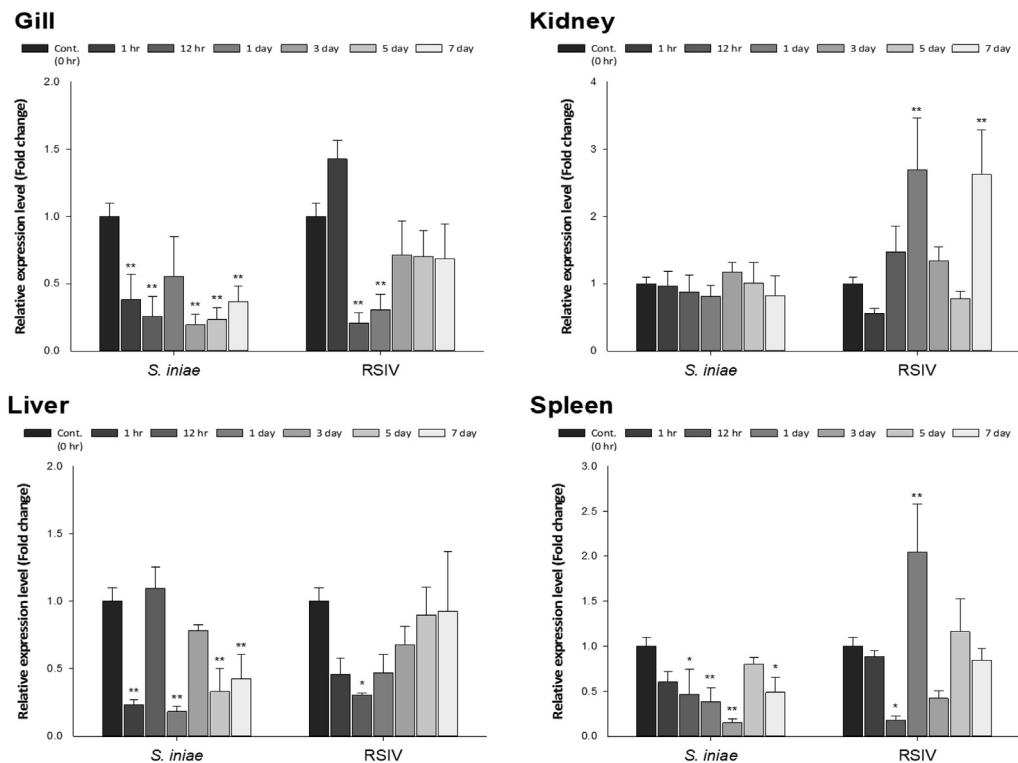 Gill
Cont. (0 hr) 1 hr 12 hr 1 day 3 day 5 day 7 day
Relative expression level (Fold change)
2.0
1.5
1.0
0.5
0.0
** ** ** ** **
** **
S. iniae RSIV
Kidney
Cont. (0 hr) 1 hr 12 hr 1 day 3 day 5 day 7 day
Relative expression level (Fold change)
4
3
2
1
0
** **
S. iniae RSIV
Liver
Cont. (0 hr) 1 hr 12 hr 1 day 3 day 5 day 7 day
Relative expression level (Fold change)
2.0
1.5
1.0
0.5
0.0
** ** ** **
*
S. iniae RSIV
Spleen
Cont. (0 hr) 1 hr 12 hr 1 day 3 day 5 day 7 day
Relative expression level (Fold change)
3.0
2.5
2.0
1.5
1.0
0.5
0.0
* ** ** *
* **
S. iniae RSIV